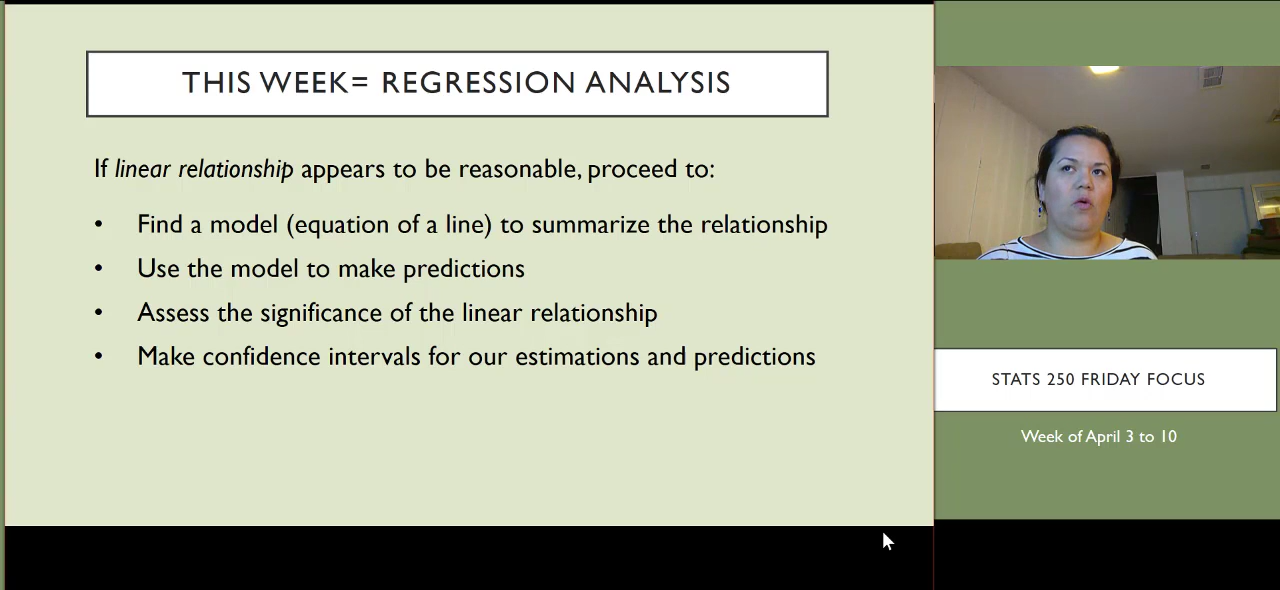 THIS WEEK= REGRESSION ANALYSIS
If linear relationship appears to be reasonable, proceed to:
• Find a model (equation of a line) to summarize the relationship
• Use the model to make predictions
• Assess the significance of the linear relationship
• Make confidence intervals for our estimations and predictions
STATS 250 FRIDAY FOCUS
Week of April 3 to 10